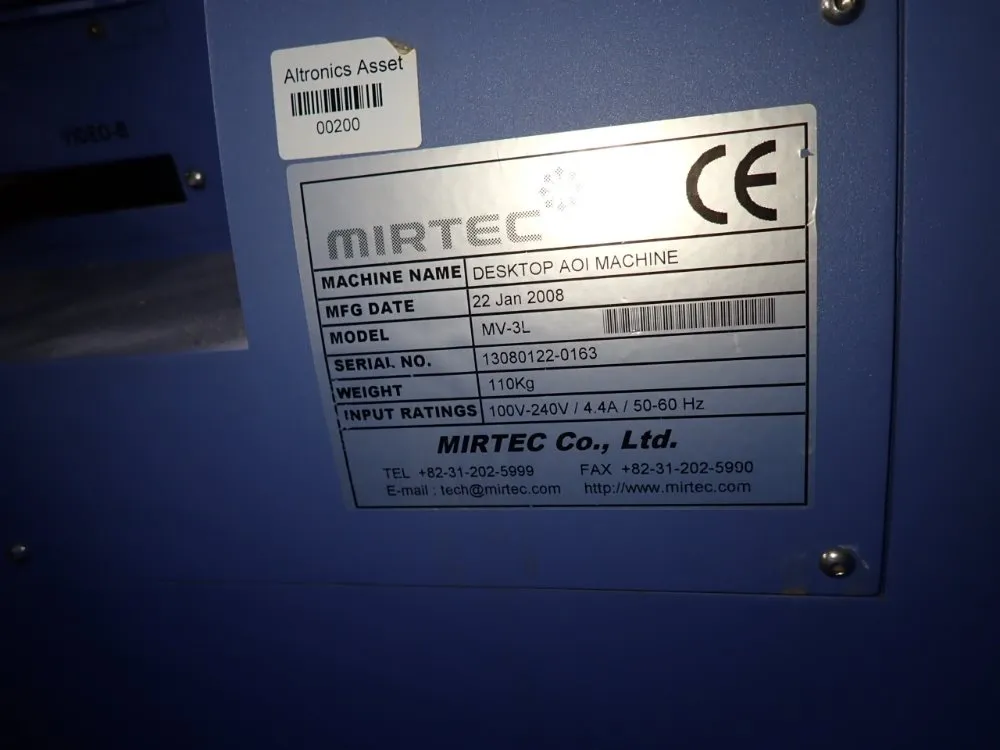 Altronics Asset
00200
VIDEO-B
MIRTEC
CE
MACHINE NAME DESKTOP AOI MACHINE
MFG DATE 22 Jan 2008
MODEL MV-3L
SERIAL NO. 13080122-0163
WEIGHT 110Kg
INPUT RATINGS 100V-240V / 4.4A / 50-60 Hz
MIRTEC Co., Ltd.
TEL +82-31-202-5999 FAX +82-31-202-5990
E-mail : tech@mirtec.com http://www.mirtec.com